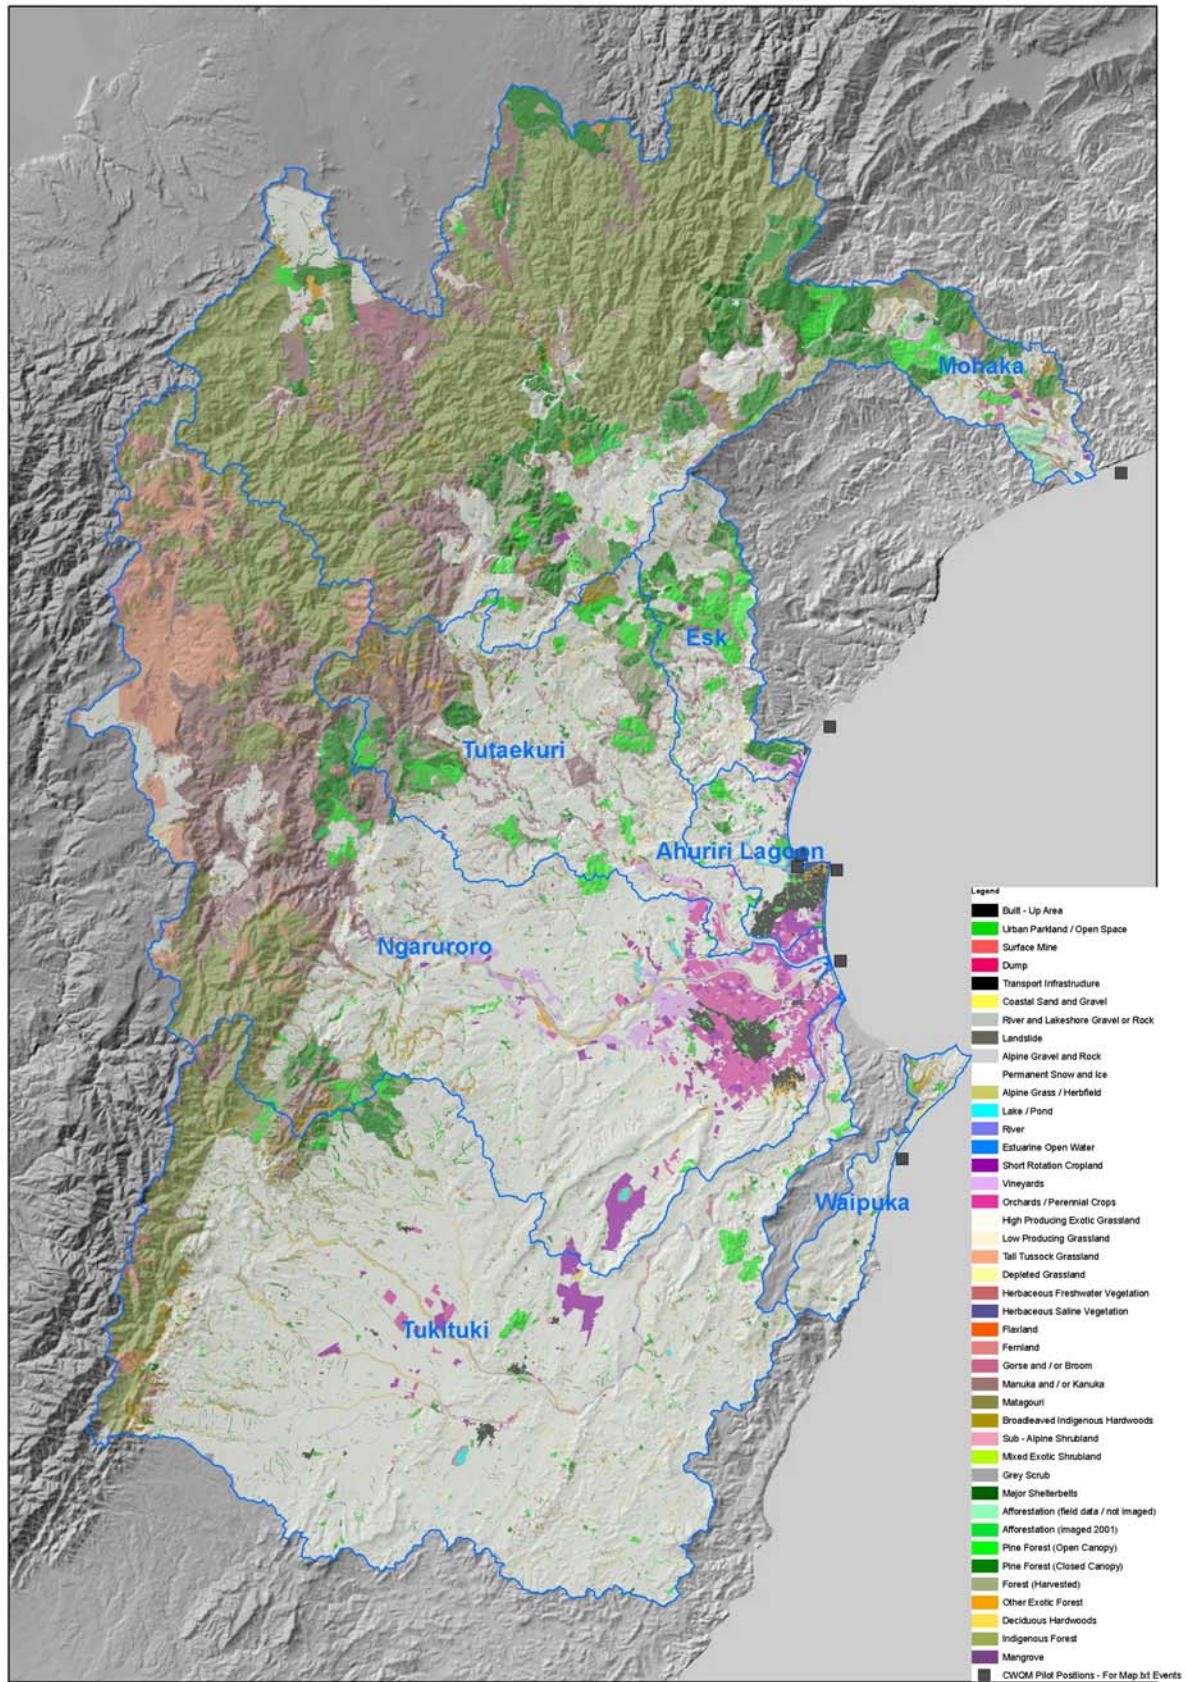 Mohaka
Esk
Tutaekuri
Ahuriri Lagoon
Ngaruroro
Waipuka
Tukituki
Legend
Built - Up Area
Urban Parkland / Open Space
Surface Mine
Dump
Transport Infrastructure
Coastal Sand and Gravel
River and Lakeshore Gravel or Rock
Landslide
Alpine Gravel and Rock
Permanent Snow and Ice
Alpine Grass / Herbfield
Lake / Pond
River
Estuarine Open Water
Short Rotation Cropland
Vineyards
Orchards / Perennial Crops
High Producing Exotic Grassland
Low Producing Grassland
Tall Tussock Grassland
Depleted Grassland
Herbaceous Freshwater Vegetation
Herbaceous Saline Vegetation
Flaxland
Fernland
Gorse and / or Broom
Manuka and / or Kanuka
Matagouri
Broadleaved Indigenous Hardwoods
Sub - Alpine Shrubland
Mixed Exotic Shrubland
Grey Scrub
Major Shelterbelts
Afforestation (field data / not imaged)
Afforestation (imaged 2001)
Pine Forest (Open Canopy)
Pine Forest (Closed Canopy)
Forest (Harvested)
Other Exotic Forest
Deciduous Hardwoods
Indigenous Forest
Mangrove
CWQM Pilot Positions - For Map.txt Events